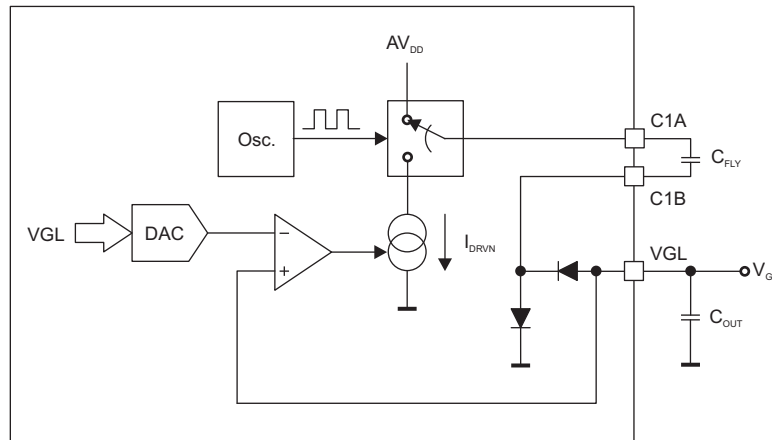 AVDD
Osc.
C1A
CFLY
C1B
VGL
DAC
−
+
IDRVN
VGL
VG
COUT